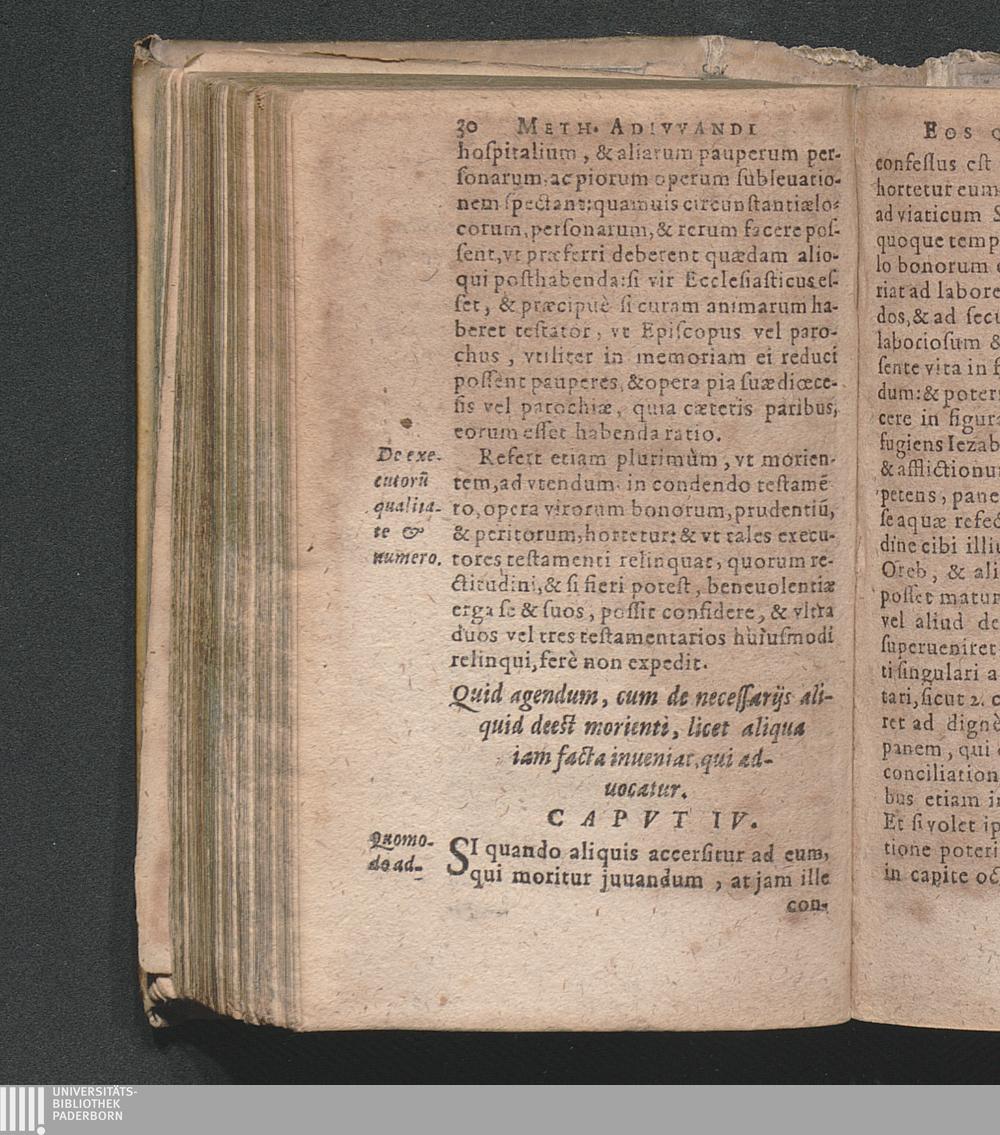 30 METH. ADIVVANDI
hoſpitalium, & aliarum pauperum per-
ſonarum, ac piorum operum ſubleuatio-
nem ſpectant: quamuis circunſtantiæ lo-
corum, perſonarum, & rerum facere poſ-
ſent, vt præferri deberent quædam alio-
qui poſthabenda: ſi vir Eccleſiaſticus eſ-
ſet, & præcipuè ſi curam animarum ha-
beret teſtator, vt Epiſcopus vel paro-
chus, vtiliter in memoriam ei reduci
poſſent pauperes, & opera pia ſuæ diœce-
ſis vel parochiæ, quia cæteris paribus,
eorum eſſet habenda ratio.
De exe-
cutorū
qualita-
te &
numero.
Refert etiam plurimùm, vt morien-
tem, ad vtendum in condendo teſtamē
to, opera virorum bonorum, prudentiū,
& peritorum, hortetur: & vt tales execu-
tores teſtamenti relinquat, quorum re-
ctitudini, & ſi fieri poteſt, beneuolentiæ
erga ſe & ſuos, poſſit confidere, & vltra
duos vel tres teſtamentarios huiuſmodi
relinqui, ferè non expedit.
Quid agendum, cum de neceſſarijs ali-
quid deeſt morienti, licet aliqua
iam facta inueniat, qui ad-
uocatur.
CAPVT IV.
Quomo-
do ad-
SI quando aliquis accerſitur ad eum,
qui moritur juuandum, at jam ille
con-
EOS Q
confeſſus eſt
hortetur eum
ad viaticum S
quoque temp
lo bonorum
riat ad labore
dos, & ad ſecu
laborioſum &
ſente vita in f
dum: & poter
cere in figura
fugiens Iezab
& afflictionu
petens, pane
ſe aquæ refec
dine cibi illiu
Oreb, & ali
poſſet matur
vel aliud de
ſuperueniret
ti ſingulari a
tari, ſicut 2. c
ret ad dignè
panem, qui
conciliation
bus etiam i
Et ſi volet ip
tione poteri
in capite oc
UNIVERSITÄTS-
BIBLIOTHEK
PADERBORN